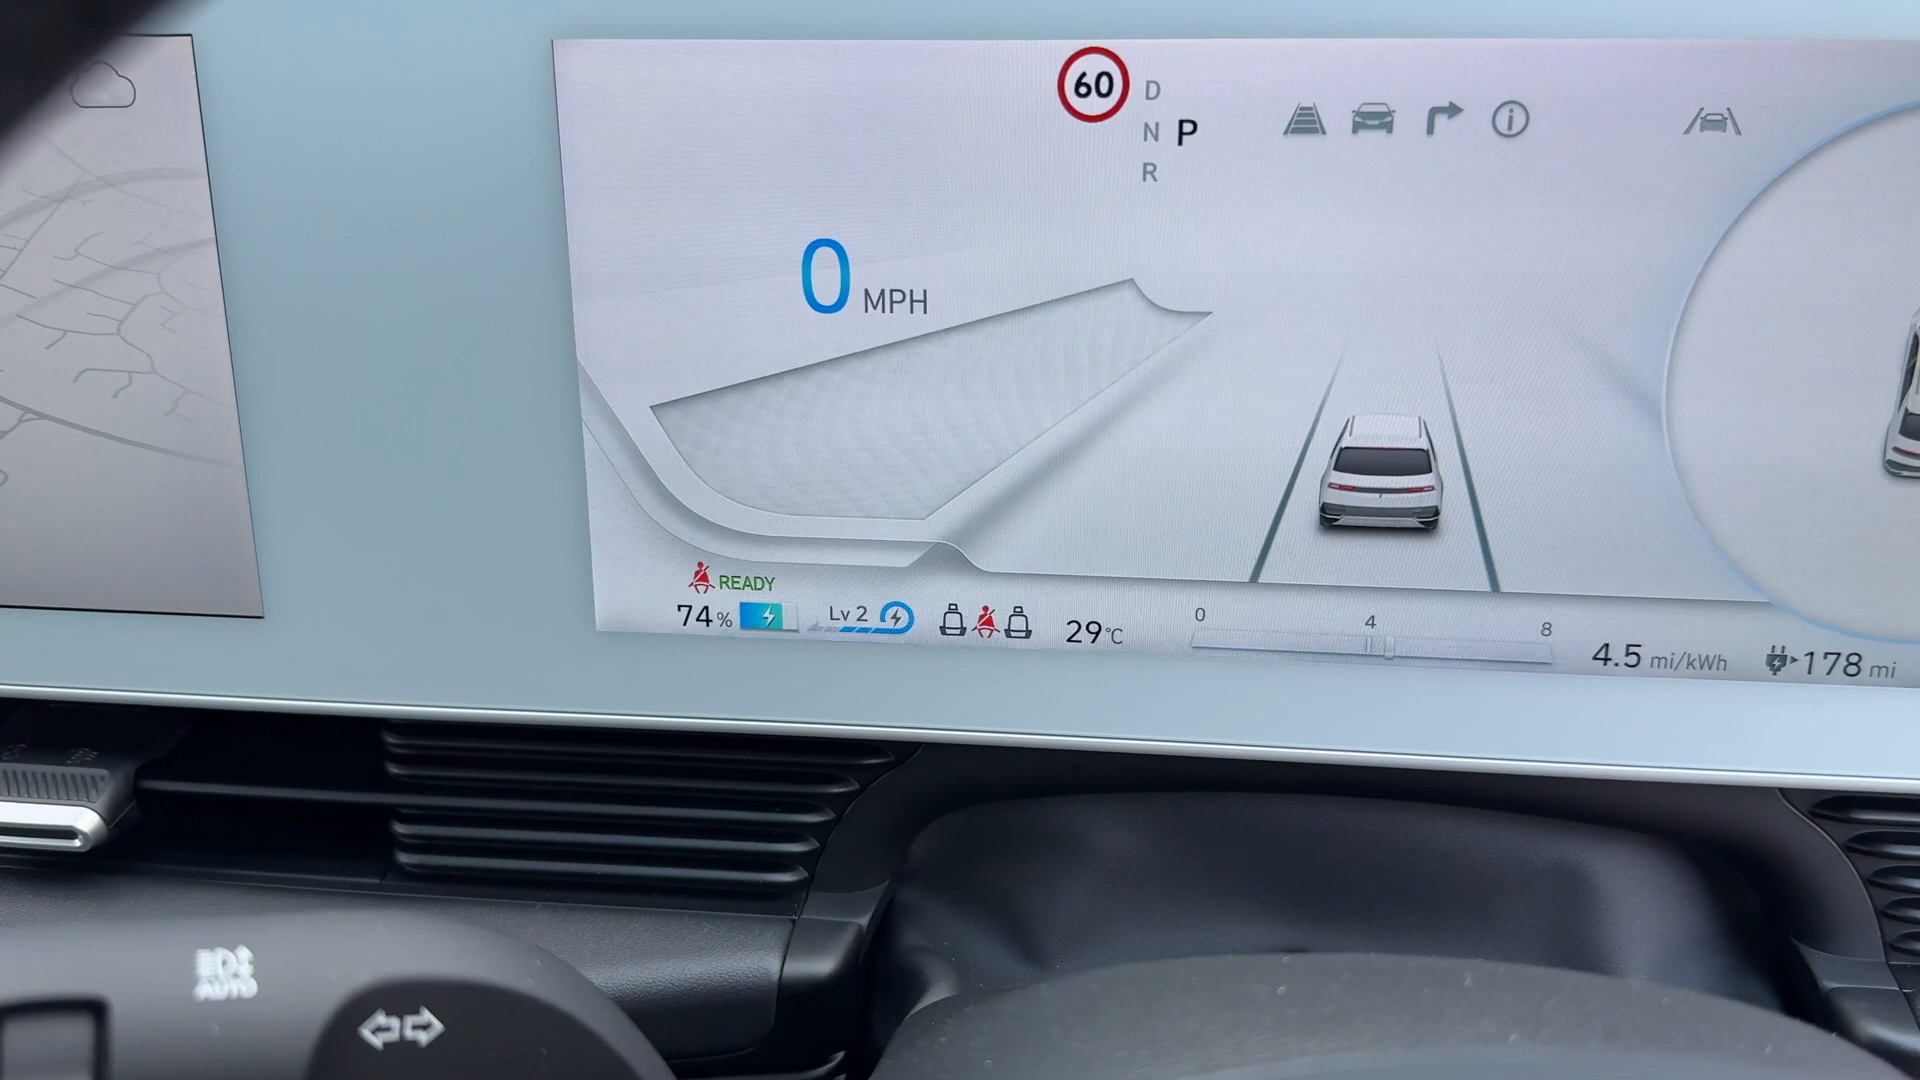 60
D
N P
R
0 MPH
READY
74%
Lv 2
29°C
0 4 8
4.5 mi/kWh
178 mi
AUTO